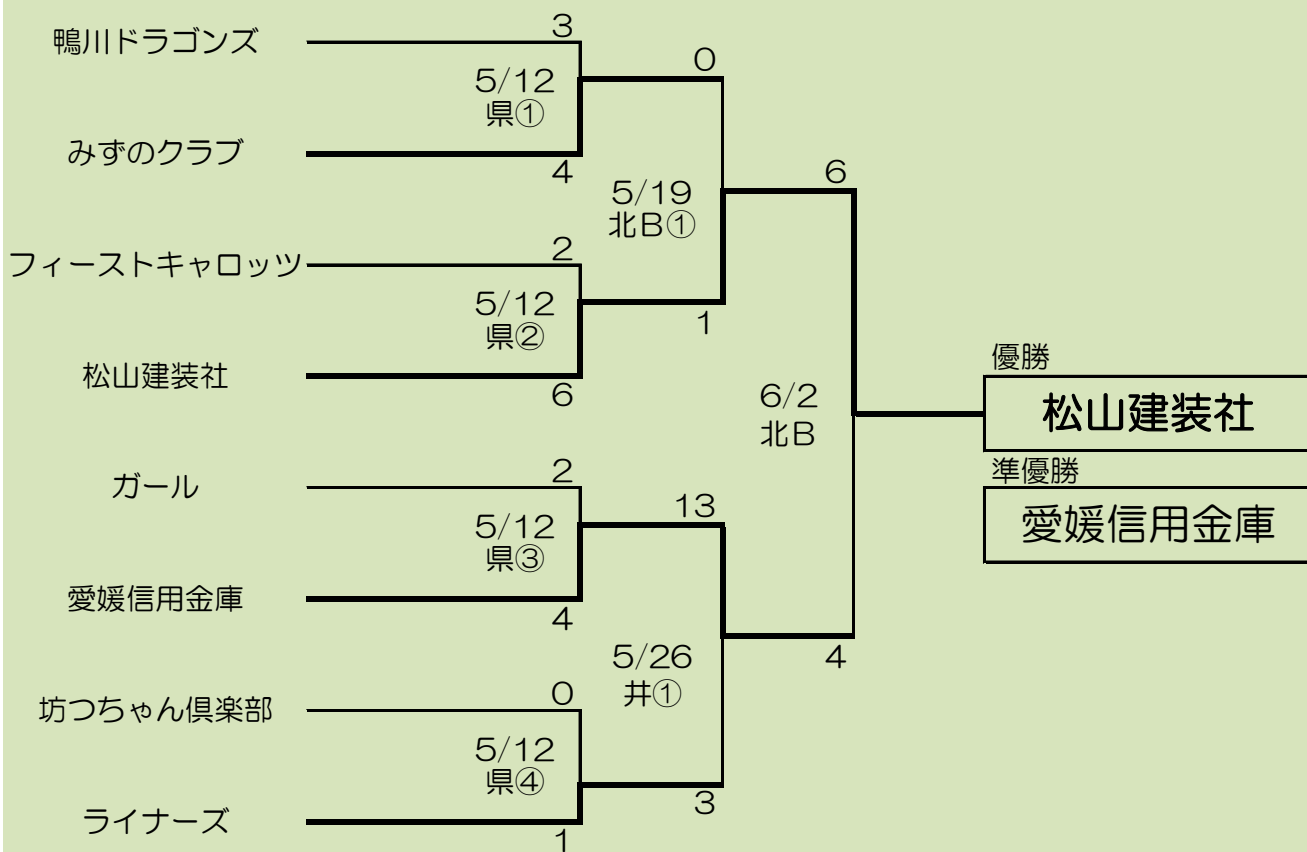 鴨川ドラゴンズ
3
5/12
県①
0
みずのクラブ
4
5/19
北B①
6
フィーストキャロッツ
2
5/12
県②
1
松山建装社
6
6/2
北B
優勝
松山建装社
準優勝
愛媛信用金庫
ガール
2
5/12
県③
13
愛媛信用金庫
4
5/26
井①
4
坊つちゃん倶楽部
0
5/12
県④
3
ライナーズ
1